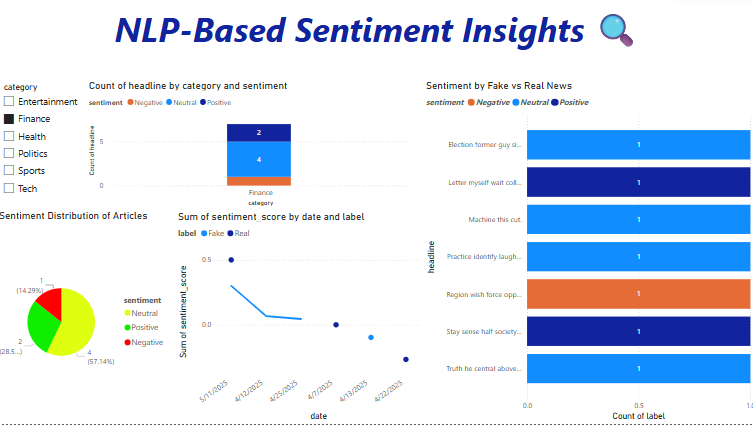 NLP-Based Sentiment Insights
category
Entertainment
Finance
Health
Politics
Sports
Tech
Count of headline by category and sentiment
sentiment Negative Neutral Positive
Count of headline
5
0
2
4
Finance
category
Sentiment by Fake vs Real News
sentiment Negative Neutral Positive
headline
Election former guy si... 1
Letter myself wait coll... 1
Machine this cut. 1
Practice identify laugh... 1
Region wish force opp... 1
Stay sense half society... 1
Truth he central above... 1
0.0 0.5 1.0
Count of label
Sentiment Distribution of Articles
1
(14.29%)
2
(28.5...)
4
(57.14%)
sentiment
Neutral
Positive
Negative
Sum of sentiment_score by date and label
label Fake Real
Sum of sentiment_score
0.5
0.0
5/11/2025 4/12/2025 4/25/2025 4/7/2025 4/13/2025 4/22/2025
date